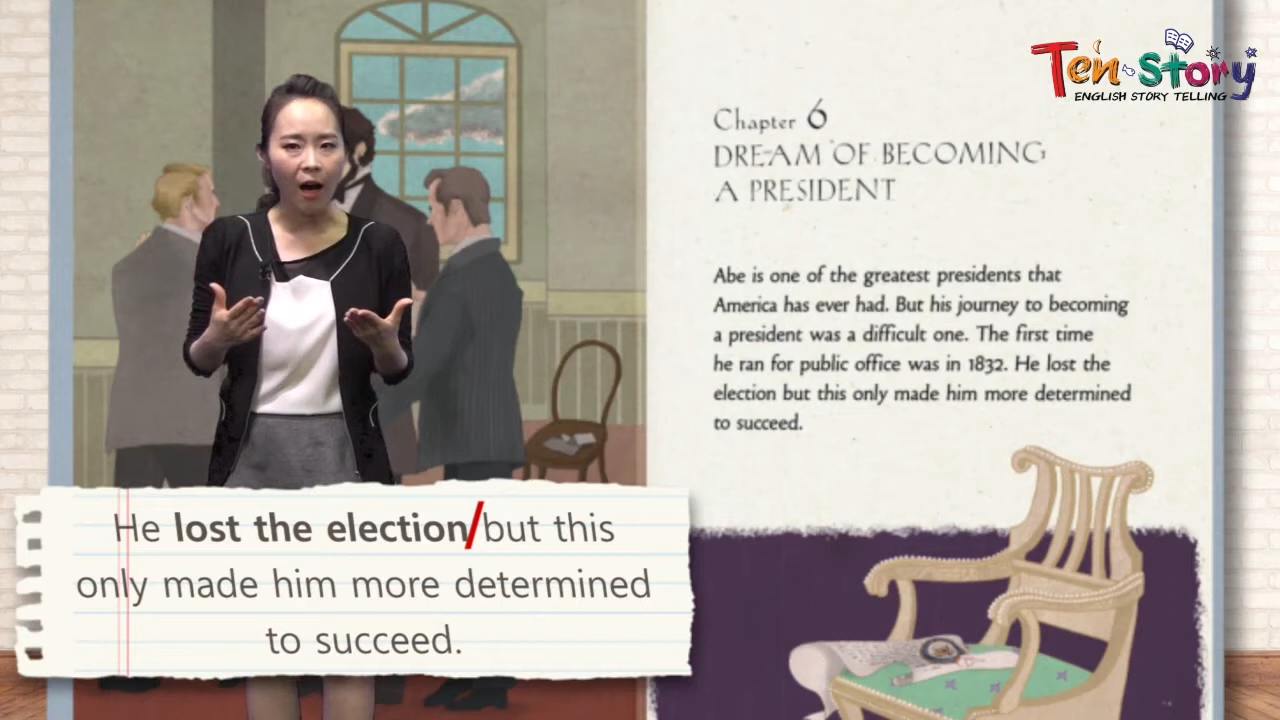 Ten Story
ENGLISH STORY TELLING
Chapter 6
DREAM OF BECOMING
A PRESIDENT
Abe is one of the greatest presidents that
America has ever had. But his journey to becoming
a president was a difficult one. The first time
he ran for public office was in 1832. He lost the
election but this only made him more determined
to succeed.
He lost the election/but this
only made him more determined
to succeed.